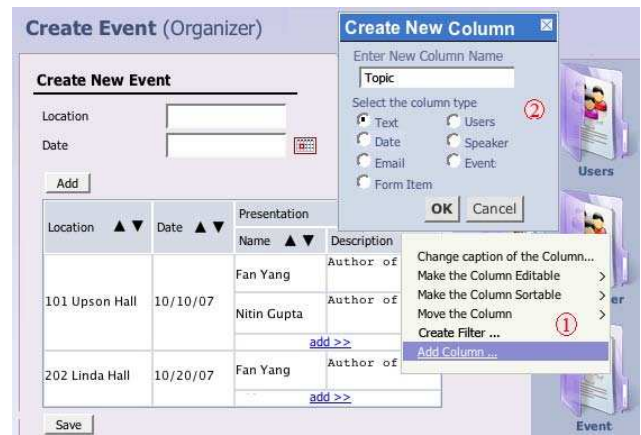 Create Event (Organizer)
Create New Event
Location
Date
Add
Location ▲ ▼ Date ▲ ▼ Presentation
Name ▲ ▼ Description
Fan Yang Author of
101 Upson Hall 10/10/07
Nitin Gupta Author of
add >>
202 Linda Hall 10/20/07 Fan Yang Author of
add >>
Save
Create New Column
Enter New Column Name
Topic
Select the column type
Text Users
Date Speaker
Email Event
Form Item
OK Cancel
②
Change caption of the Column...
Make the Column Editable >
Make the Column Sortable >
Move the Column >
Create Filter ...
Add Column ...
①
Users
Event